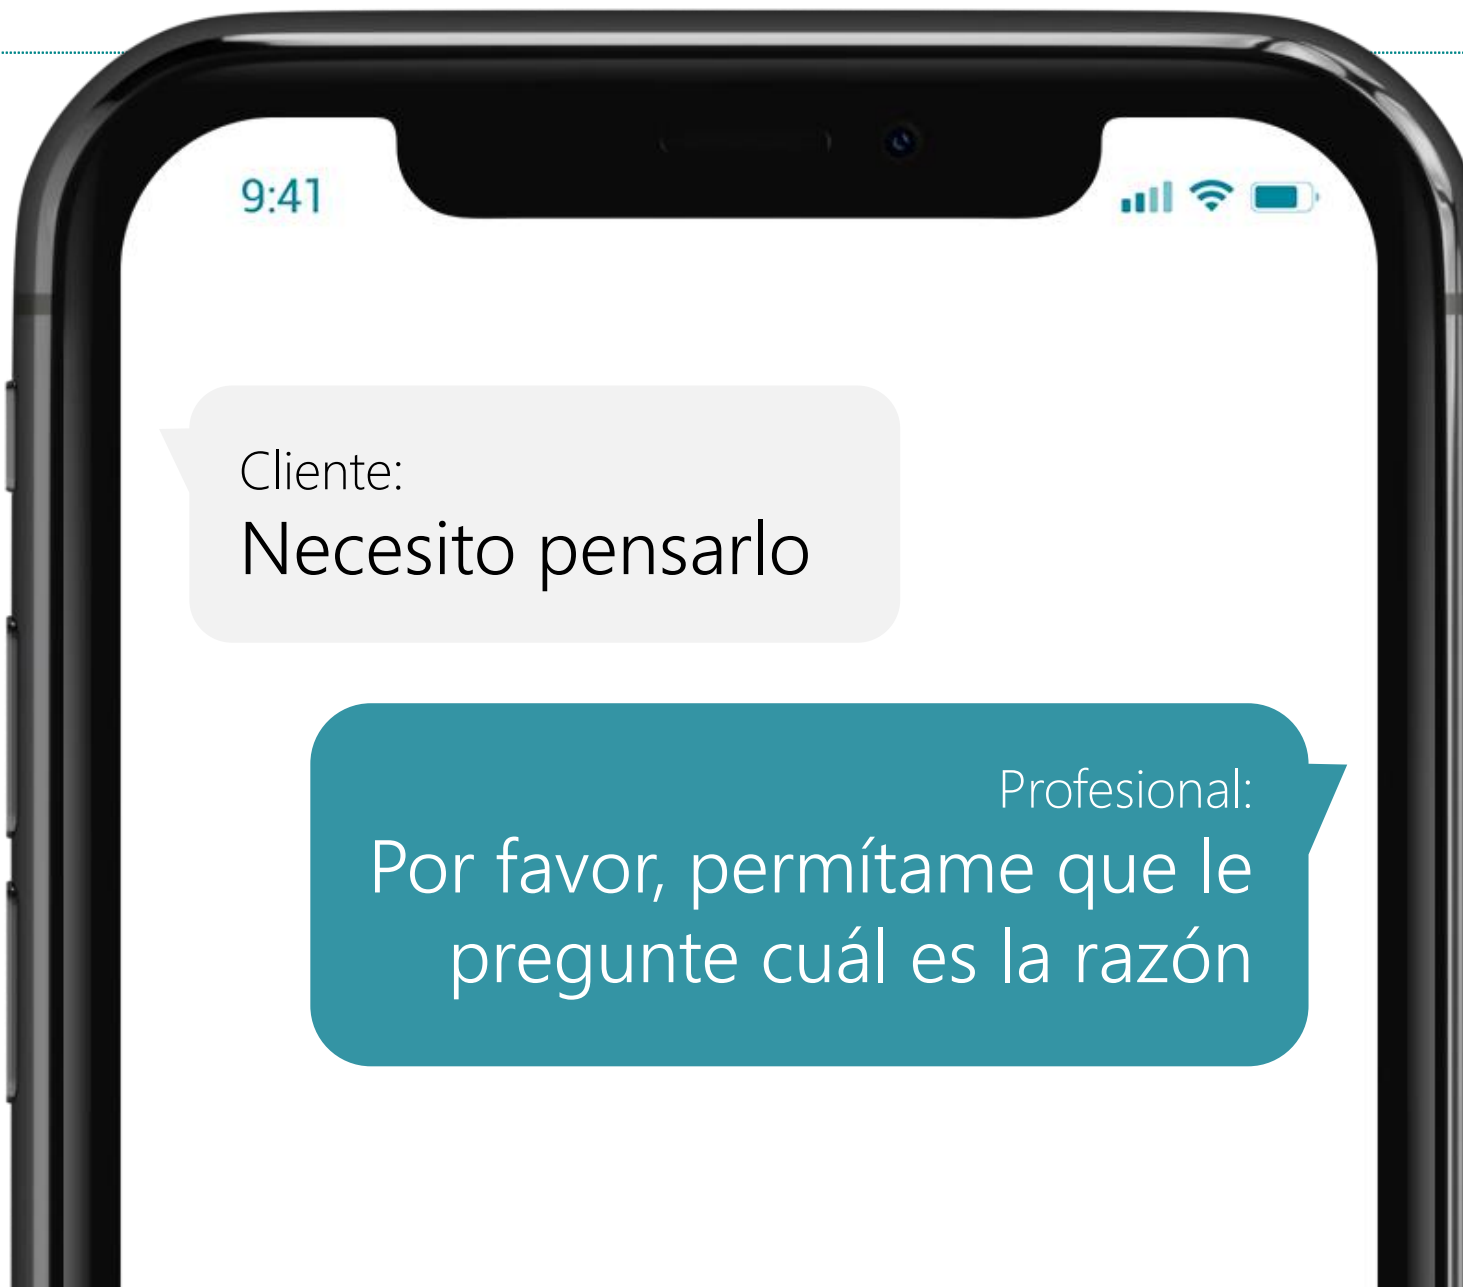 9:41
Cliente:
Necesito pensarlo
Profesional:
Por favor, permítame que le
pregunte cuál es la razón